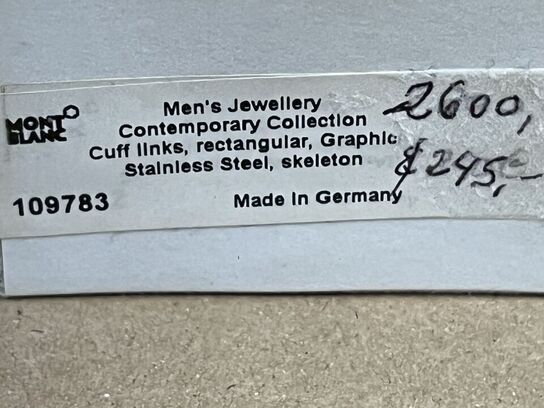 MONT
BLANC
Men's Jewellery
Contemporary Collection
Cuff links, rectangular, Graphic
Stainless Steel, skeleton
109783
Made in Germany
2600,
245,-